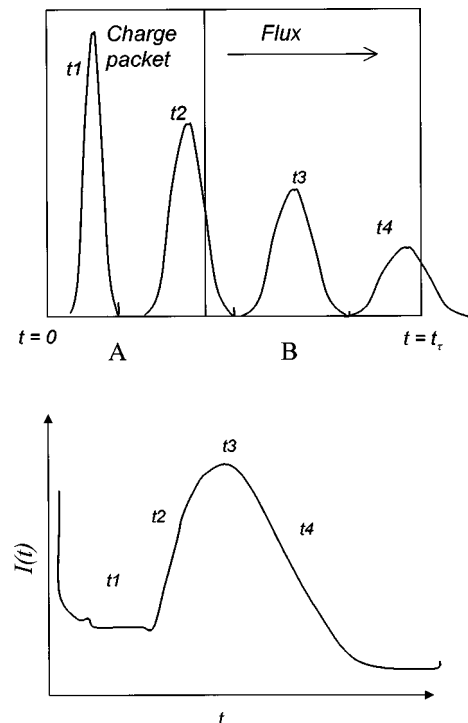 Charge Flux
packet
t1
t2
t3
t4
t = 0 A B t = tτ
t3
t2
t4
t1
I(t)
t